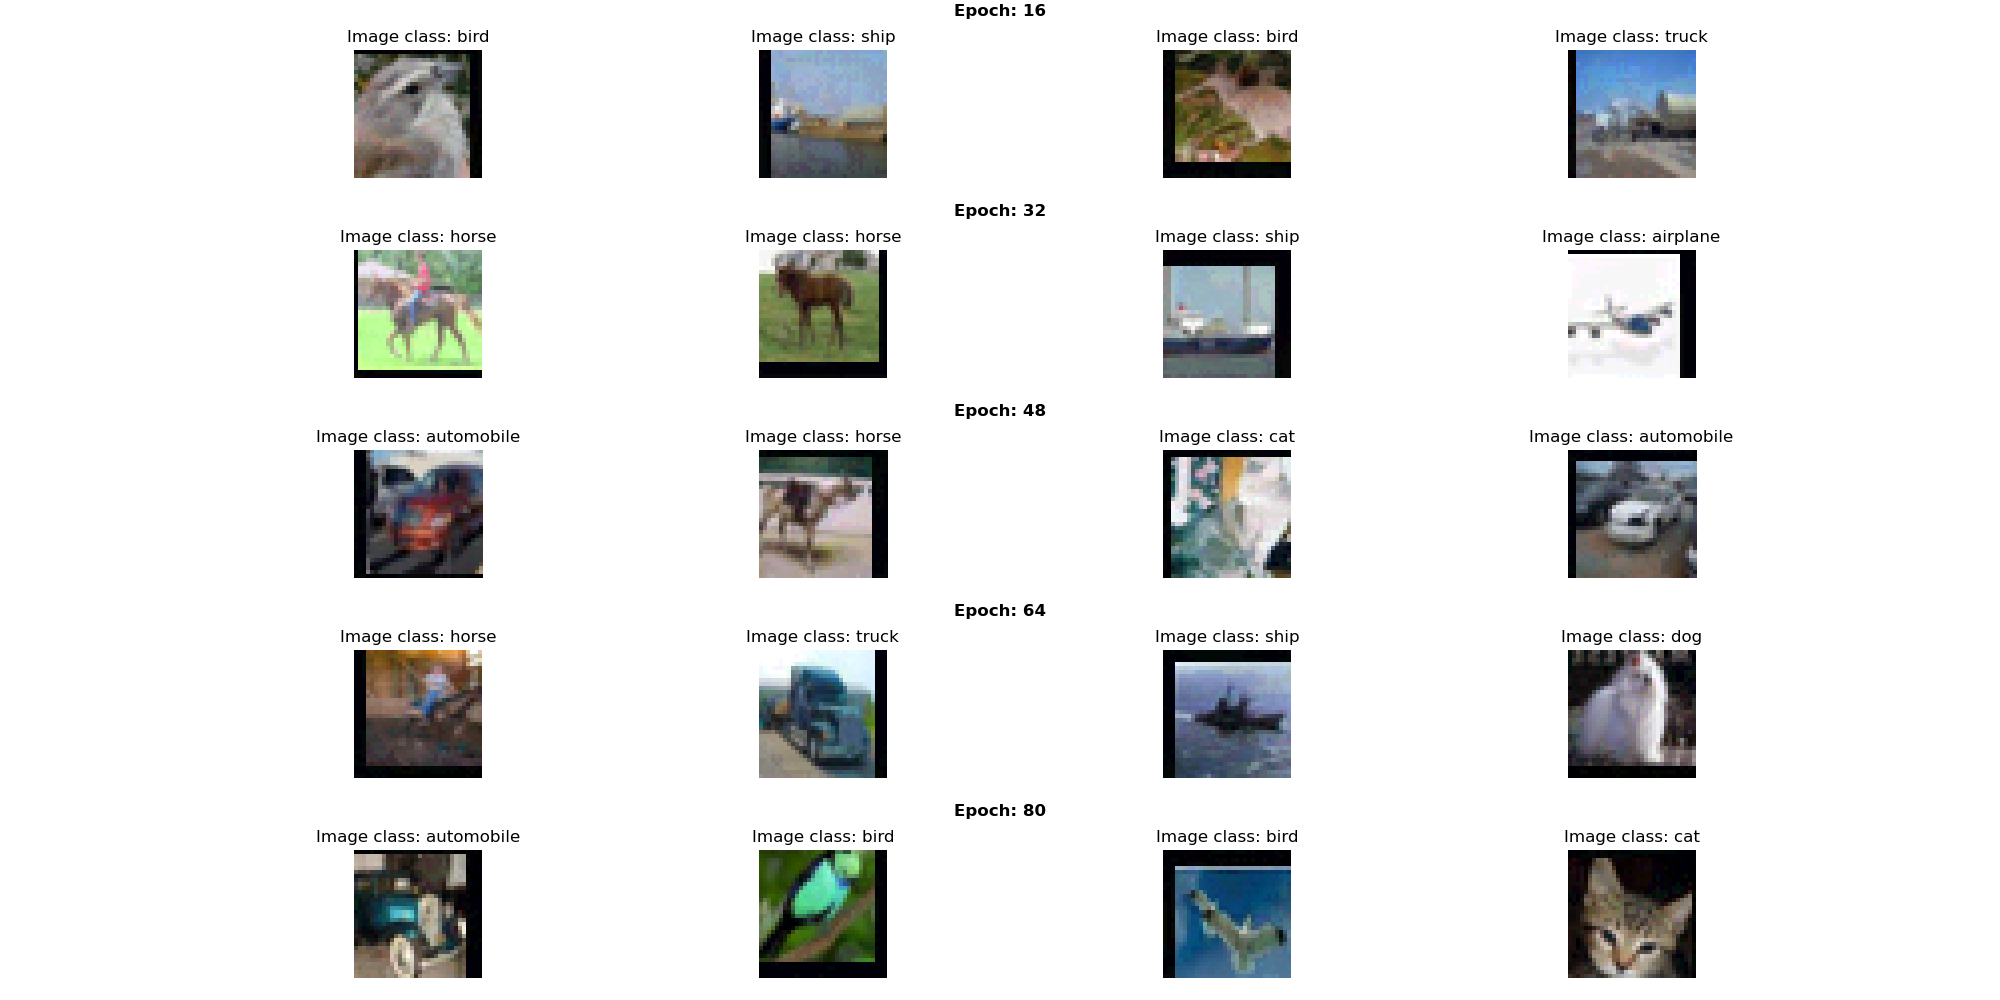 Epoch: 16
Image class: bird
Image class: ship
Image class: bird
Image class: truck
Epoch: 32
Image class: horse
Image class: horse
Image class: ship
Image class: airplane
Epoch: 48
Image class: automobile
Image class: horse
Image class: cat
Image class: automobile
Epoch: 64
Image class: horse
Image class: truck
Image class: ship
Image class: dog
Epoch: 80
Image class: automobile
Image class: bird
Image class: bird
Image class: cat